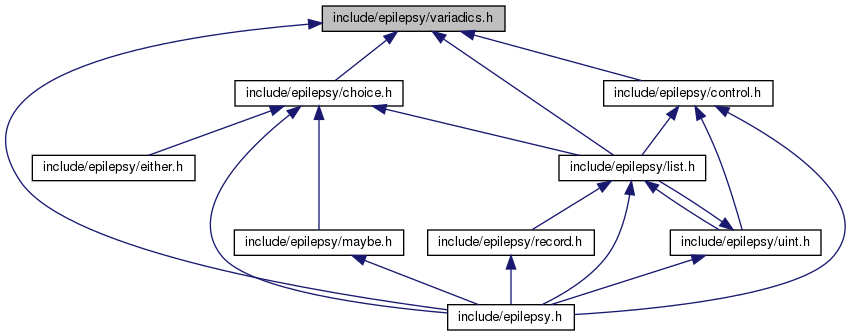 include/epilepsy/variadics.h
include/epilepsy/choice.h
include/epilepsy/control.h
include/epilepsy/either.h
include/epilepsy/list.h
include/epilepsy/maybe.h
include/epilepsy/record.h
include/epilepsy/uint.h
include/epilepsy.h